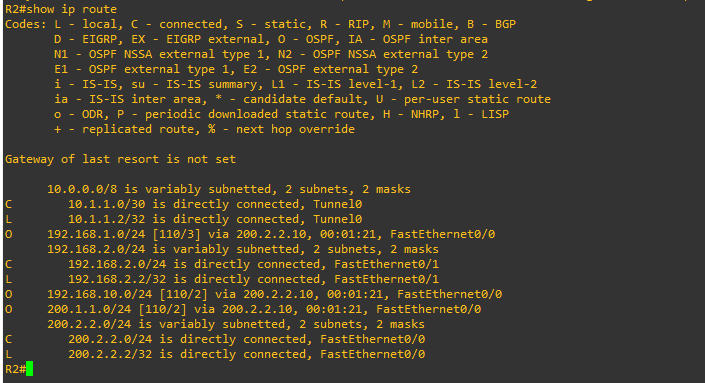 R2#show ip route
Codes: L - local, C - connected, S - static, R - RIP, M - mobile, B - BGP
       D - EIGRP, EX - EIGRP external, O - OSPF, IA - OSPF inter area
       N1 - OSPF NSSA external type 1, N2 - OSPF NSSA external type 2
       E1 - OSPF external type 1, E2 - OSPF external type 2
       i - IS-IS, su - IS-IS summary, L1 - IS-IS level-1, L2 - IS-IS level-2
       ia - IS-IS inter area, * - candidate default, U - per-user static route
       o - ODR, P - periodic downloaded static route, H - NHRP, l - LISP
       + - replicated route, % - next hop override
Gateway of last resort is not set
      10.0.0.0/8 is variably subnetted, 2 subnets, 2 masks
C        10.1.1.0/30 is directly connected, Tunnel0
L        10.1.1.2/32 is directly connected, Tunnel0
O     192.168.1.0/24 [110/3] via 200.2.2.10, 00:01:21, FastEthernet0/0
      192.168.2.0/24 is variably subnetted, 2 subnets, 2 masks
C        192.168.2.0/24 is directly connected, FastEthernet0/1
L        192.168.2.2/32 is directly connected, FastEthernet0/1
O     192.168.10.0/24 [110/2] via 200.2.2.10, 00:01:21, FastEthernet0/0
O     200.1.1.0/24 [110/2] via 200.2.2.10, 00:01:21, FastEthernet0/0
      200.2.2.0/24 is variably subnetted, 2 subnets, 2 masks
C        200.2.2.0/24 is directly connected, FastEthernet0/0
L        200.2.2.2/32 is directly connected, FastEthernet0/0
R2#